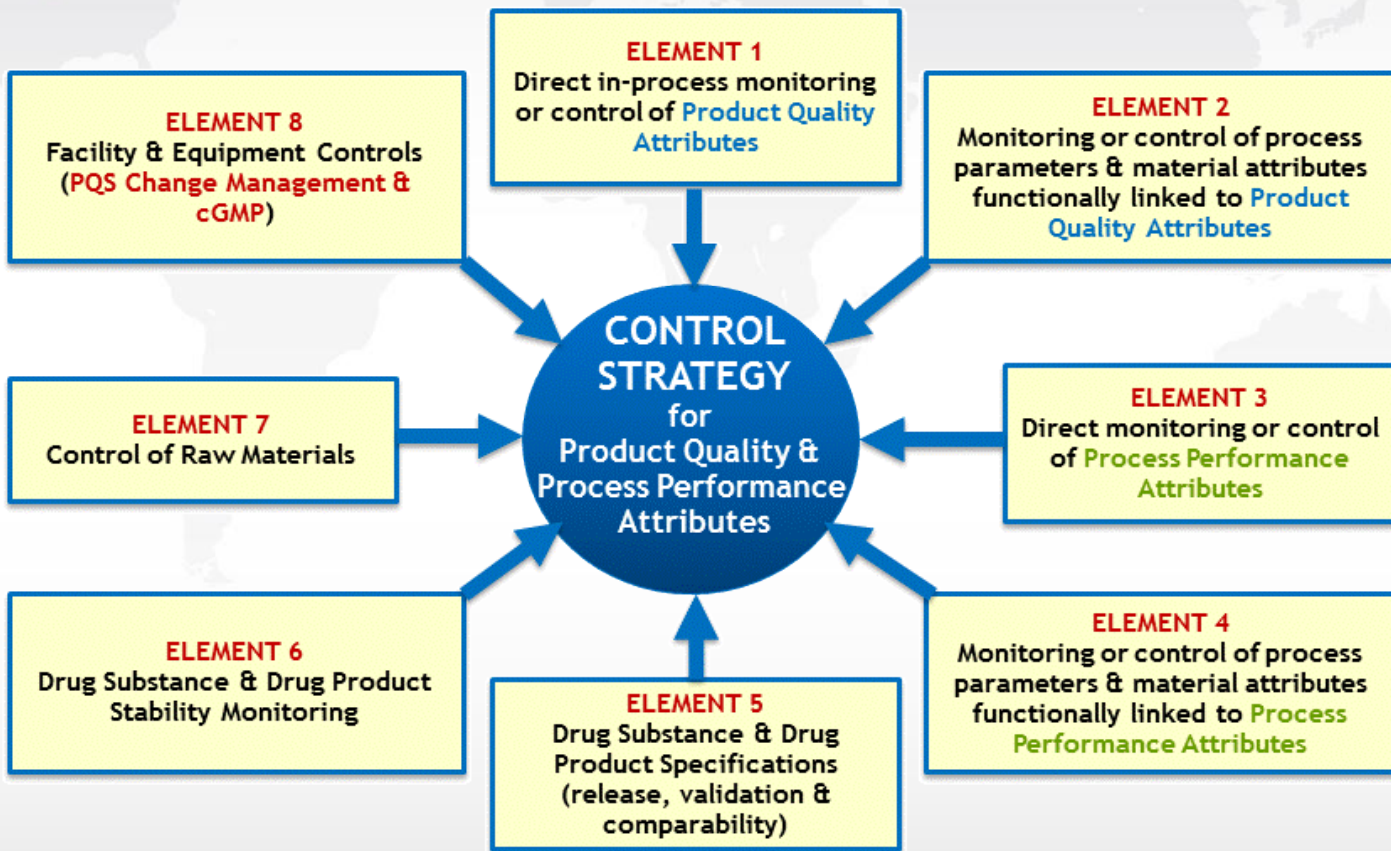 ELEMENT 1
Direct in-process monitoring
or control of Product Quality
Attributes
ELEMENT 2
Monitoring or control of process
parameters & material attributes
functionally linked to Product
Quality Attributes
ELEMENT 3
Direct monitoring or control
of Process Performance
Attributes
ELEMENT 4
Monitoring or control of process
parameters & material attributes
functionally linked to Process
Performance Attributes
ELEMENT 5
Drug Substance & Drug
Product Specifications
(release, validation &
comparability)
ELEMENT 6
Drug Substance & Drug Product
Stability Monitoring
ELEMENT 7
Control of Raw Materials
ELEMENT 8
Facility & Equipment Controls
(PQS Change Management &
cGMP)
CONTROL
STRATEGY
for
Product Quality &
Process Performance
Attributes